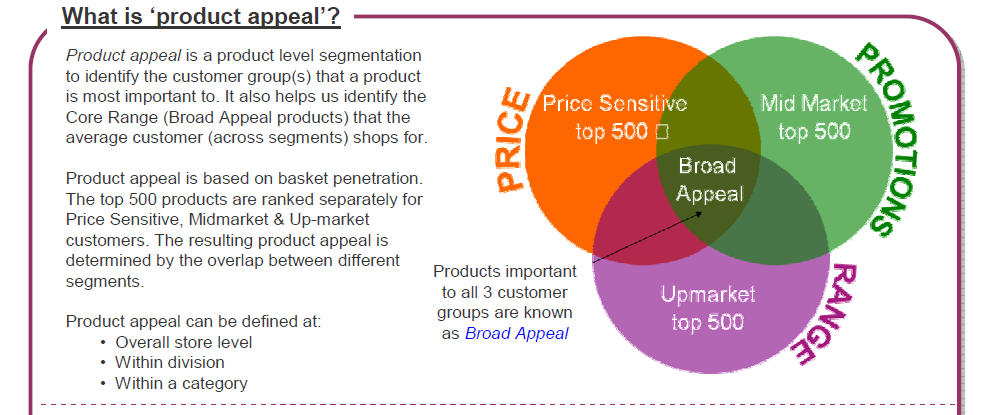 What is ‘product appeal’?
Product appeal is a product level segmentation
to identify the customer group(s) that a product
is most important to. It also helps us identify the
Core Range (Broad Appeal products) that the
average customer (across segments) shops for.
Product appeal is based on basket penetration.
The top 500 products are ranked separately for
Price Sensitive, Midmarket & Up-market
customers. The resulting product appeal is
determined by the overlap between different
segments.
Product appeal can be defined at:
• Overall store level
• Within division
• Within a category
PRICE
Price Sensitive
top 500 □
Mid Market
top 500
PROMOTIONS
Broad
Appeal
Products important
to all 3 customer
groups are known
as Broad Appeal
Upmarket
top 500
RANGE